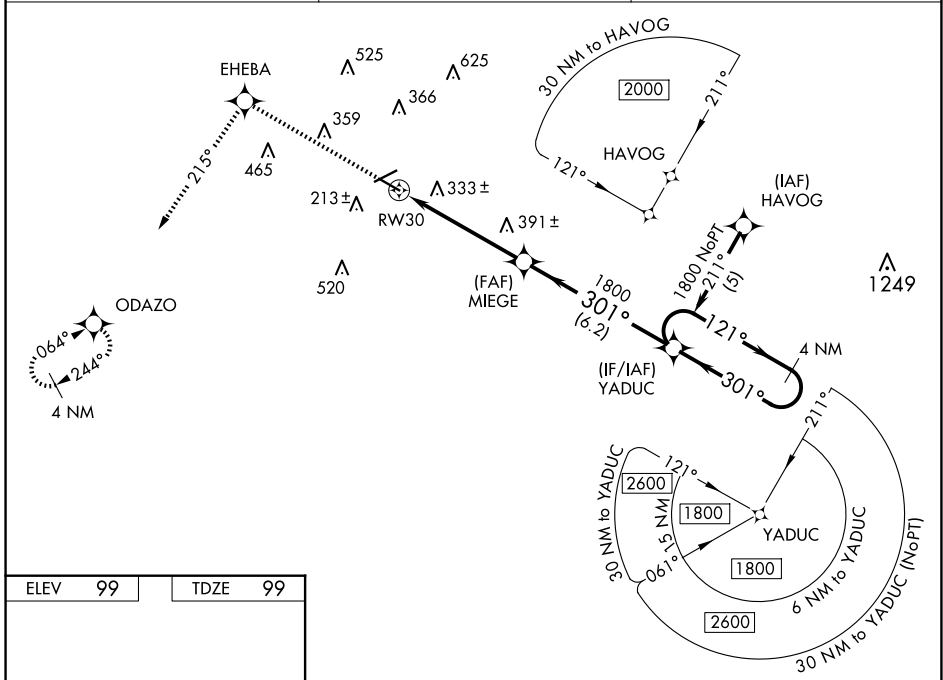 EHEBA
525
625
359
366
465
213±
333±
RW30
391±
520
215°
30 NM to HAVOG
2000
211°
HAVOG
121°
(IAF)
HAVOG
1800 NoPT
211°
(5)
1249
(FAF)
MIEGE
1800
301°
(6.2)
121°
4 NM
301°
(IF/IAF)
YADUC
ODAZO
064°
244°
4 NM
211°
30 NM to YADUC
2600
121°
1800
15 NM
061°
YADUC
1800
6 NM to YADUC
2600
30 NM to YADUC (NoPT)
ELEV 99
TDZE 99